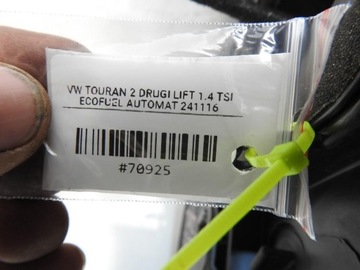 VW TOURAN 2 DRUGI LIFT 1.4 TSI
ECOFUEL AUTOMAT 241116
#70925